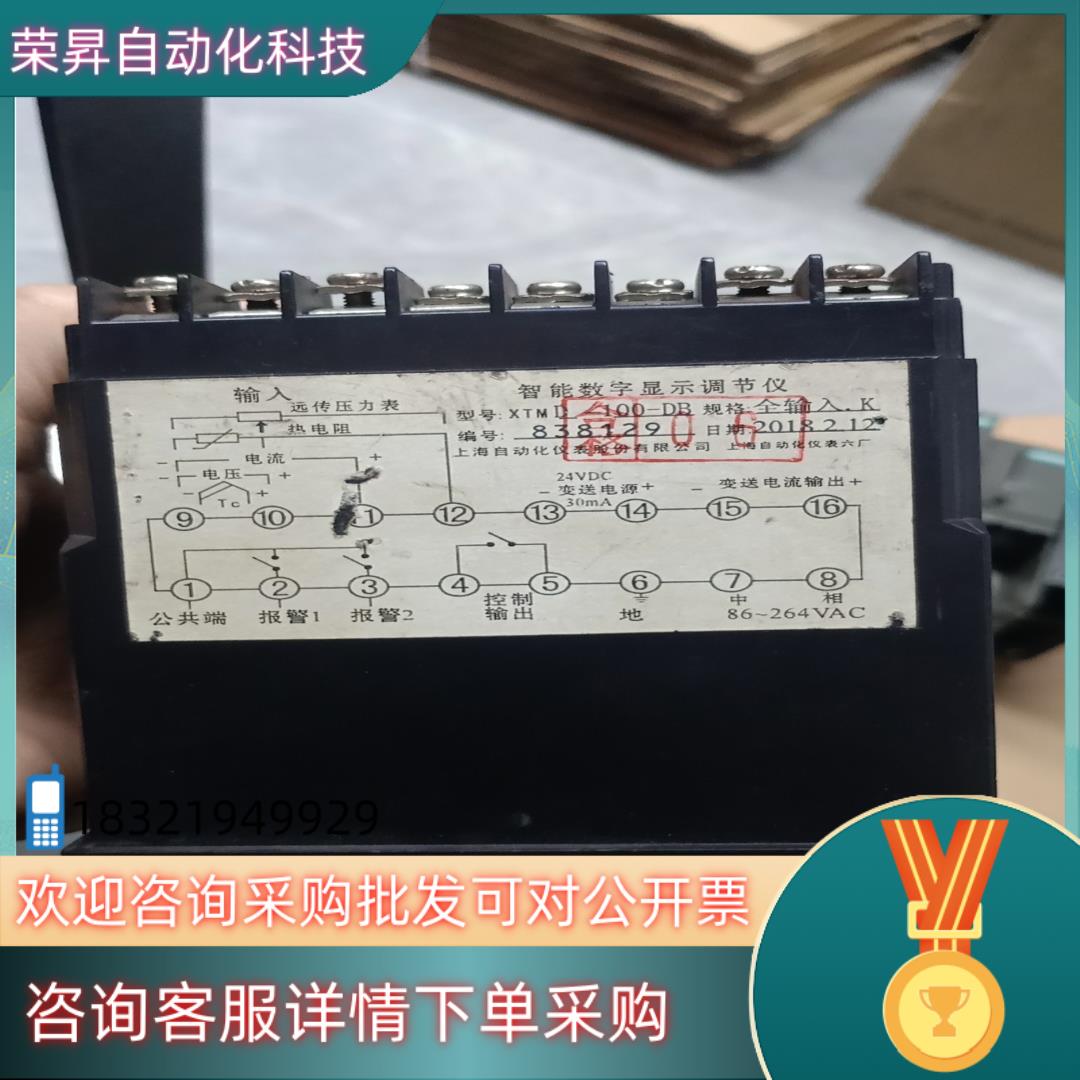 荣昇自动化科技
输入
智能数字显示调节仪
远传压力表
型号: XTMD-100-DB 规格 全输入.K
热电阻
编号: 838129 日期 2018.2.12
上海自动化仪表股份有限公司 上海自动化仪表六厂
- 电流 +
- 电压 +
- Tc +
24VDC
- 变送电源 +
30mA
- 变送电流输出 +
9 10 11 12 13 14 15 16
1 2 3 4 5 6 7 8
公共端 报警1 报警2 控制输出 地 中 相
86~264VAC
18321949929
欢迎咨询采购批发可对公开票
咨询客服详情下单采购